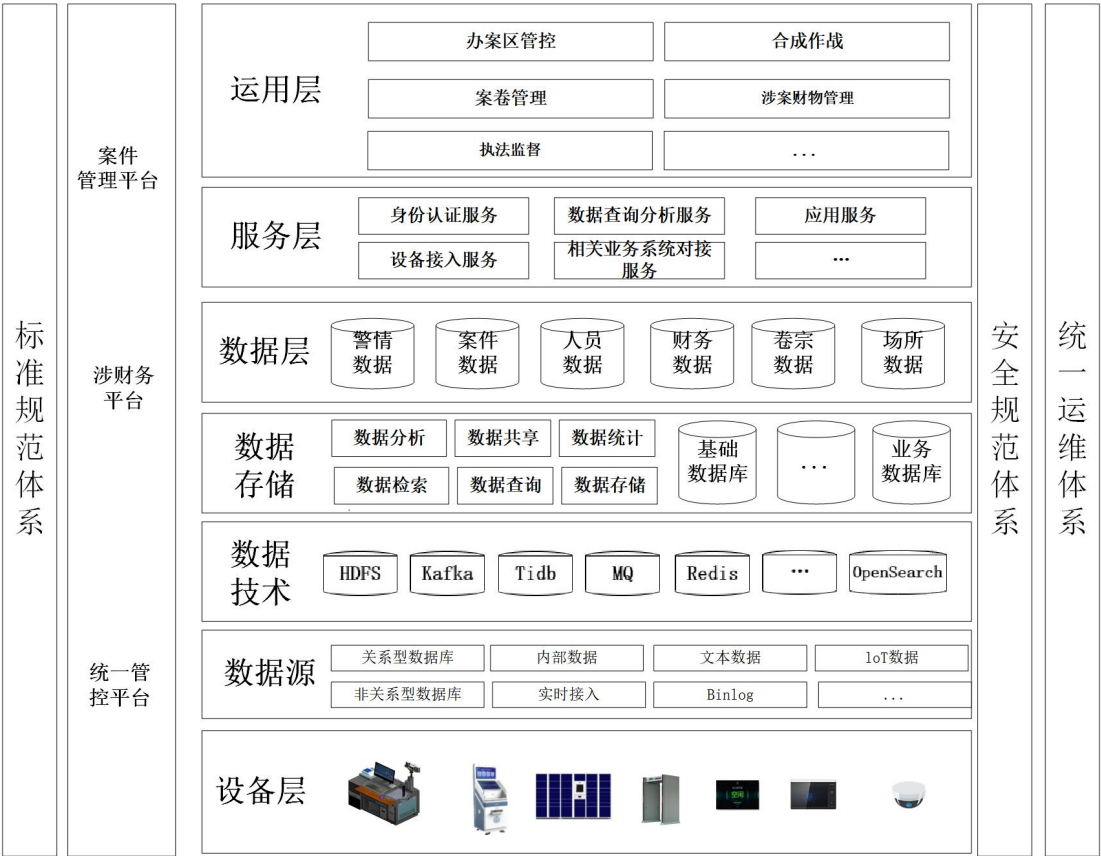 标准规范体系
案件
管理平台
涉财务
平台
统一管
控平台
运用层
办案区管控
合成作战
案卷管理
涉案财物管理
执法监督
...
服务层
身份认证服务
数据查询分析服务
应用服务
设备接入服务
相关业务系统对接
服务
...
数据层
警情
数据
案件
数据
人员
数据
财务
数据
卷宗
数据
场所
数据
数据
存储
数据分析
数据共享
数据统计
数据检索
数据查询
数据存储
基础
数据库
...
业务
数据库
数据
技术
HDFS
Kafka
Tidb
MQ
Redis
...
OpenSearch
数据源
关系型数据库
内部数据
文本数据
loT数据
非关系型数据库
实时接入
Binlog
...
设备层
空闲
安全规范体系
统一运维体系